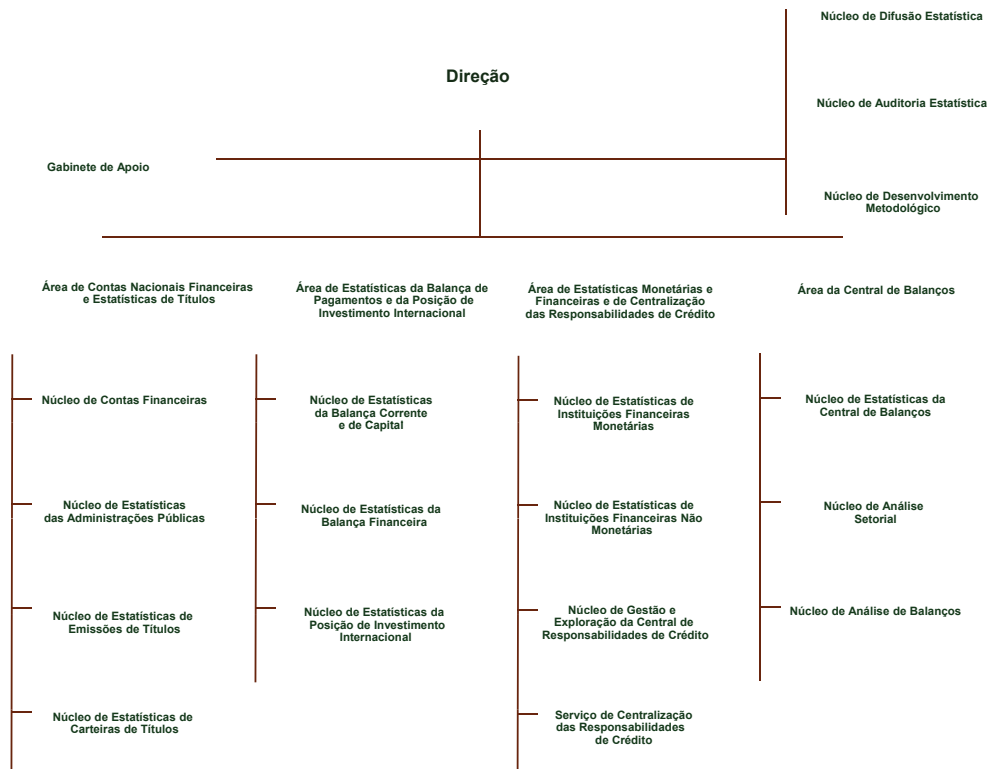 Núcleo de Difusão Estatística
Direção
Núcleo de Auditoria Estatística
Gabinete de Apoio
Núcleo de Desenvolvimento
Metodológico
Área de Contas Nacionais Financeiras
e Estatísticas de Títulos
Área de Estatísticas da Balança de
Pagamentos e da Posição de
Investimento Internacional
Área de Estatísticas Monetárias e
Financeiras e de Centralização
das Responsabilidades de Crédito
Área da Central de Balanços
Núcleo de Contas Financeiras
Núcleo de Estatísticas
das Administrações Públicas
Núcleo de Estatísticas de
Emissões de Títulos
Núcleo de Estatísticas de
Carteiras de Títulos
Núcleo de Estatísticas
da Balança Corrente
e de Capital
Núcleo de Estatísticas da
Balança Financeira
Núcleo de Estatísticas da
Posição de Investimento
Internacional
Núcleo de Estatísticas de
Instituições Financeiras
Monetárias
Núcleo de Estatísticas de
Instituições Financeiras Não
Monetárias
Núcleo de Gestão e
Exploração da Central de
Responsabilidades de Crédito
Serviço de Centralização
das Responsabilidades
de Crédito
Núcleo de Estatísticas da
Central de Balanços
Núcleo de Análise
Setorial
Núcleo de Análise de Balanços